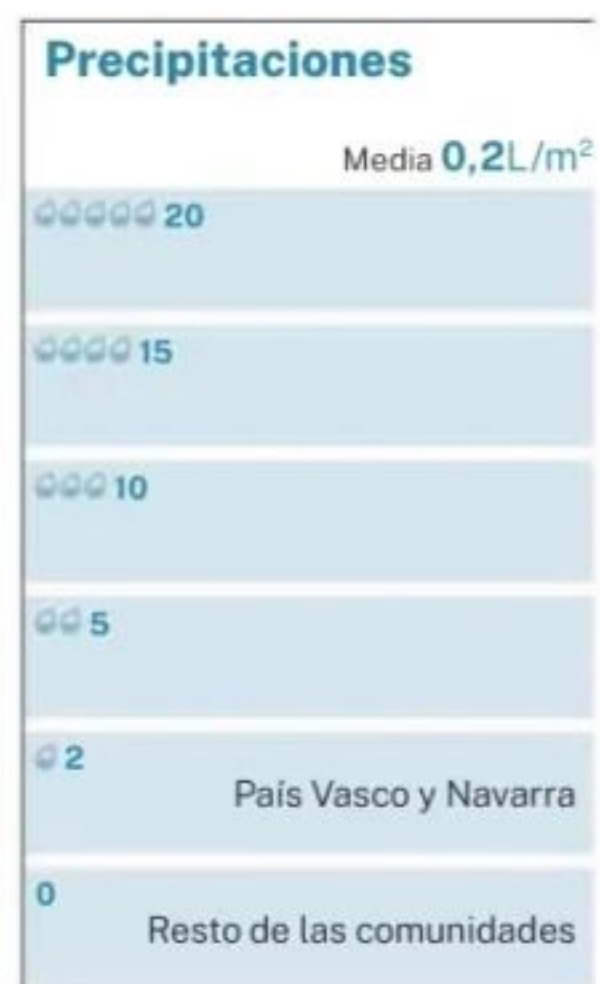 Precipitaciones
Media 0,2L/m²
20
15
10
5
2
País Vasco y Navarra
0
Resto de las comunidades